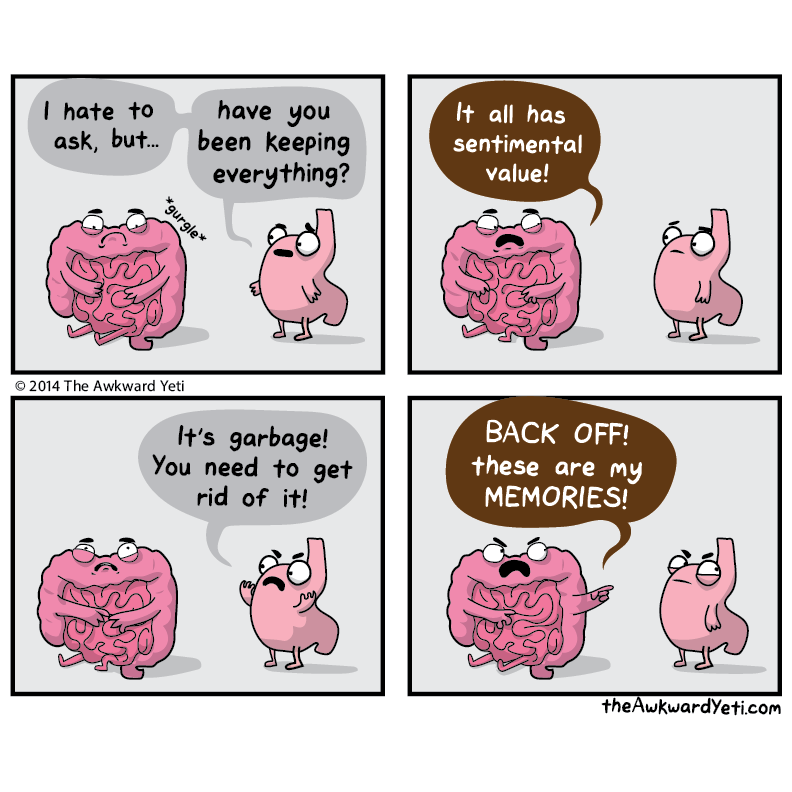 I hate to
ask, but...
have you
been keeping
everything?
*gurgle*
It all has
sentimental
value!
© 2014 The Awkward Yeti
It's garbage!
You need to get
rid of it!
BACK OFF!
these are my
MEMORIES!
theAwkwardYeti.com